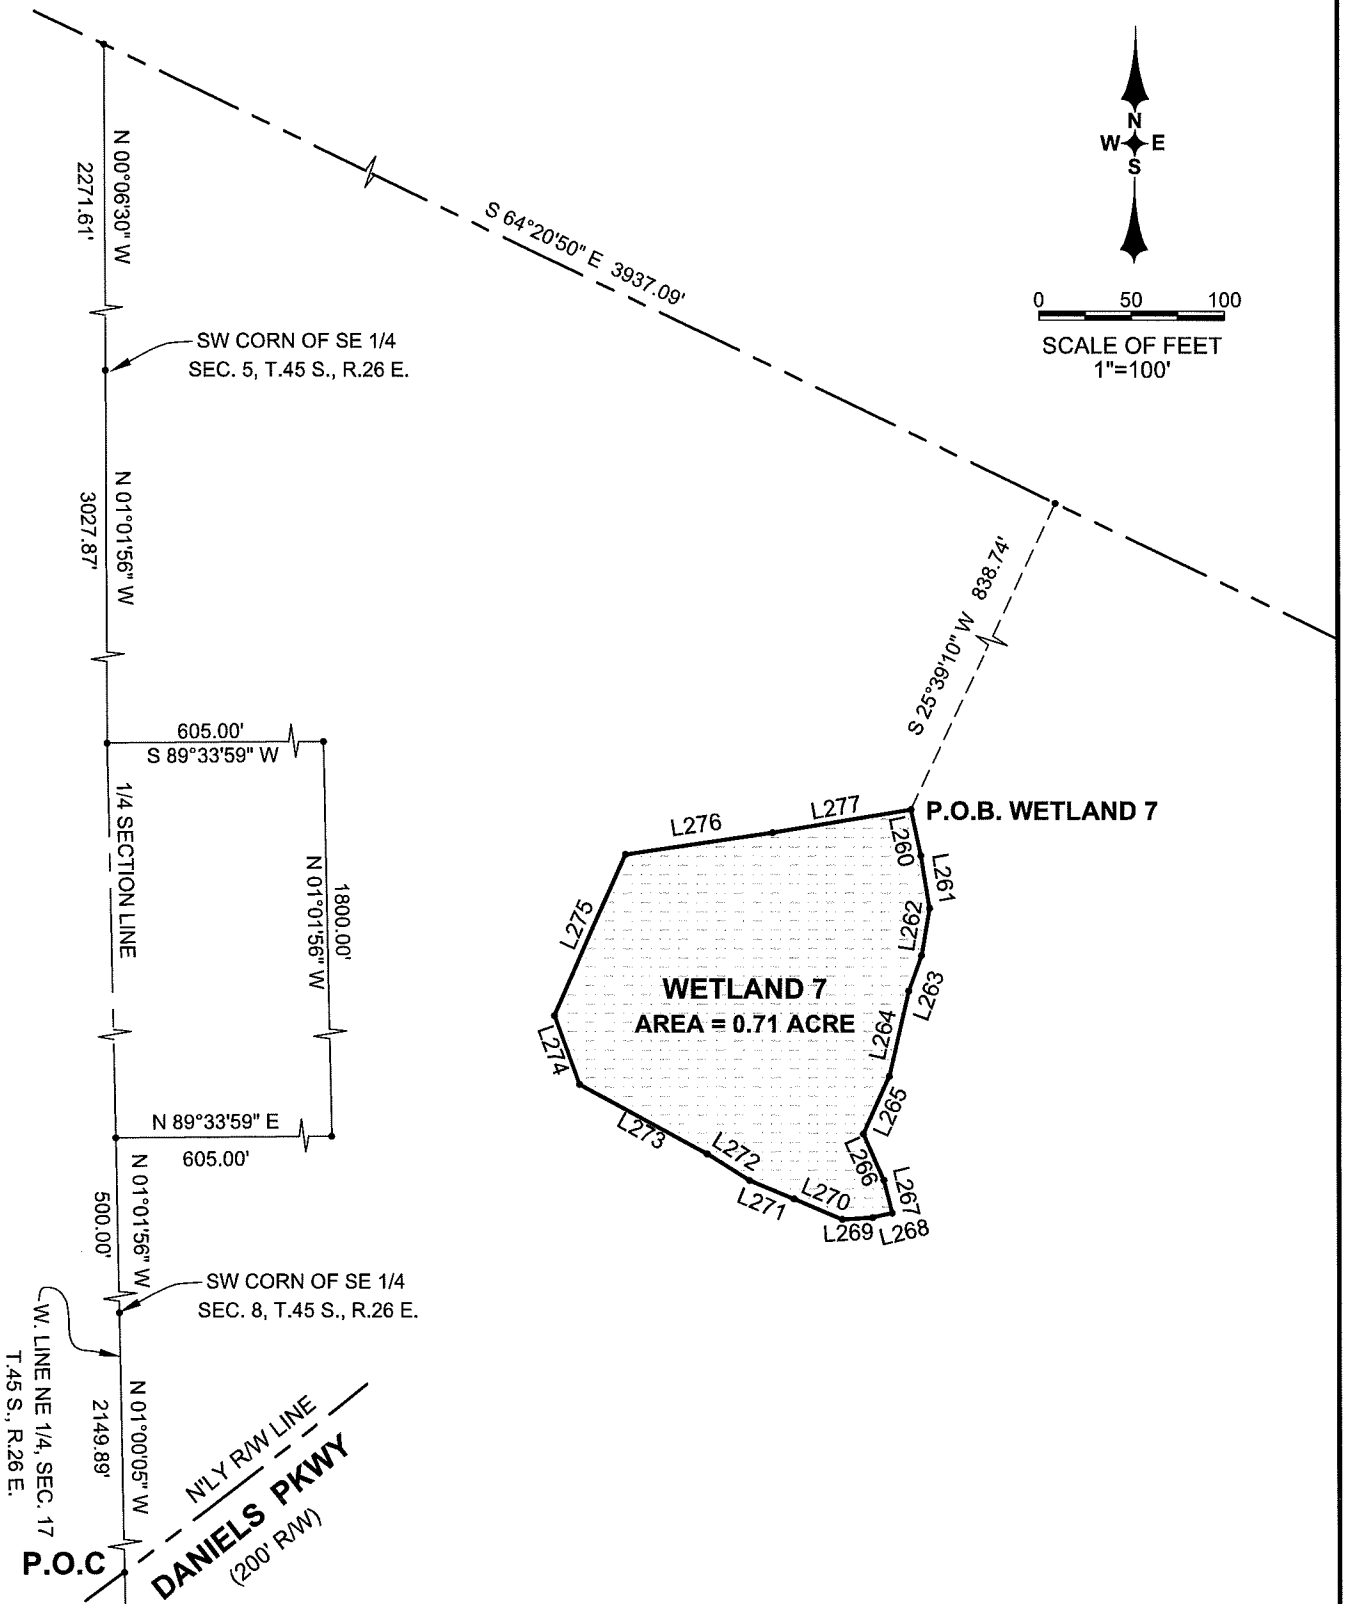 N
W E
S
0 50 100
SCALE OF FEET
1"=100'
N 00°06'30" W
2271.61'
S 64°20'50" E 3937.09'
SW CORN OF SE 1/4
SEC. 5, T.45 S., R.26 E.
N 01°01'56" W
3027.87'
S 25°39'10" W 838.74'
605.00'
S 89°33'59" W
1/4 SECTION LINE
1800.00'
N 01°01'56" W
N 89°33'59" E
605.00'
P.O.B. WETLAND 7
L277
L276
L260
L261
L262
L263
L264
L265
L266
L267
L268
L269
L270
L271
L272
L273
L274
L275
WETLAND 7
AREA = 0.71 ACRE
N 01°01'56" W
500.00'
SW CORN OF SE 1/4
SEC. 8, T.45 S., R.26 E.
W. LINE NE 1/4, SEC. 17
T.45 S., R.26 E.
N 01°00'05" W
2149.89'
N'LY R/W LINE
DANIELS PKWY
(200' R/W)
P.O.C